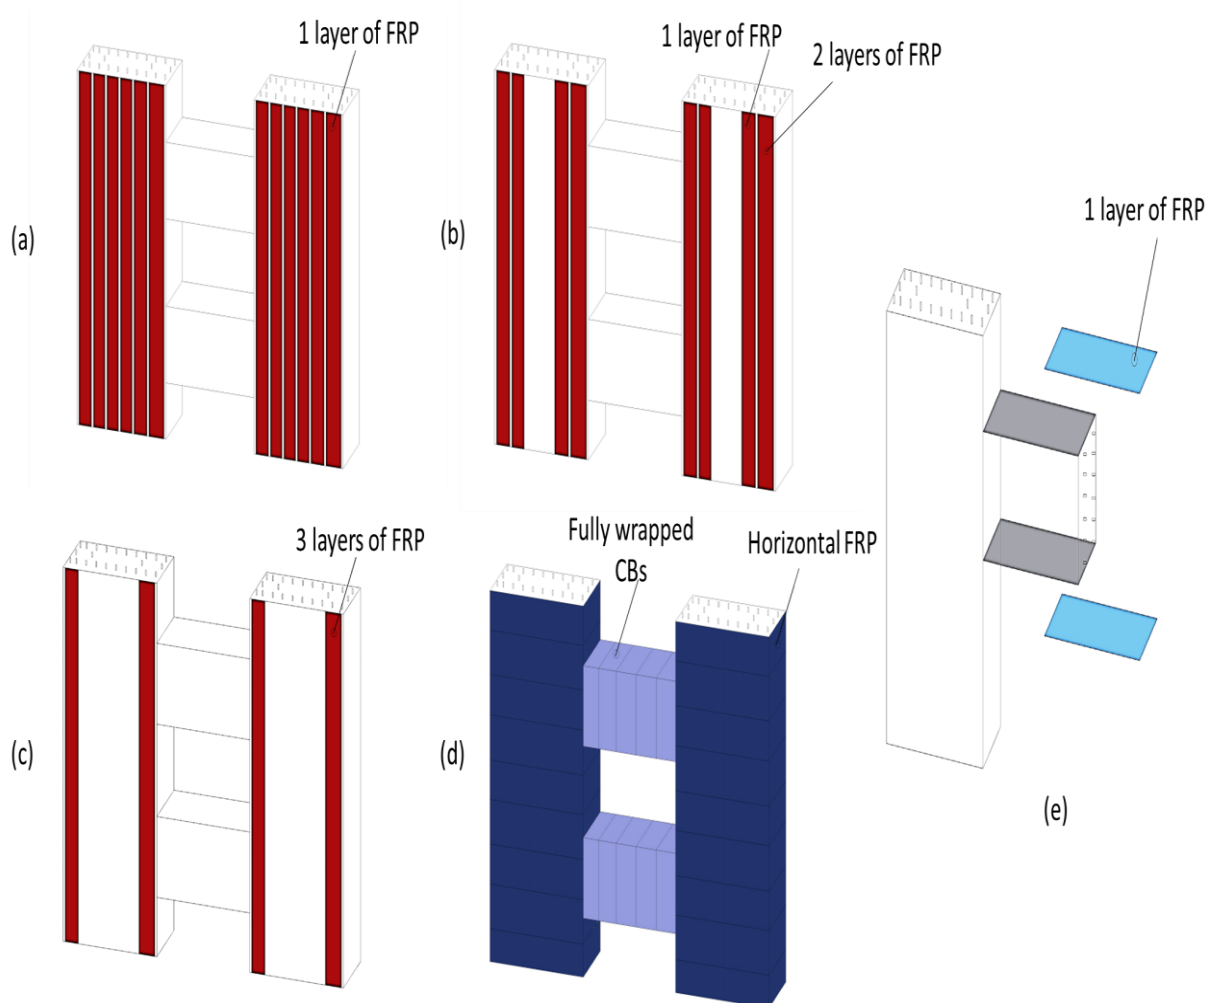 1 layer of FRP
(a)
1 layer of FRP
2 layers of FRP
(b)
3 layers of FRP
(c)
Fully wrapped
CBs
Horizontal FRP
(d)
1 layer of FRP
(e)